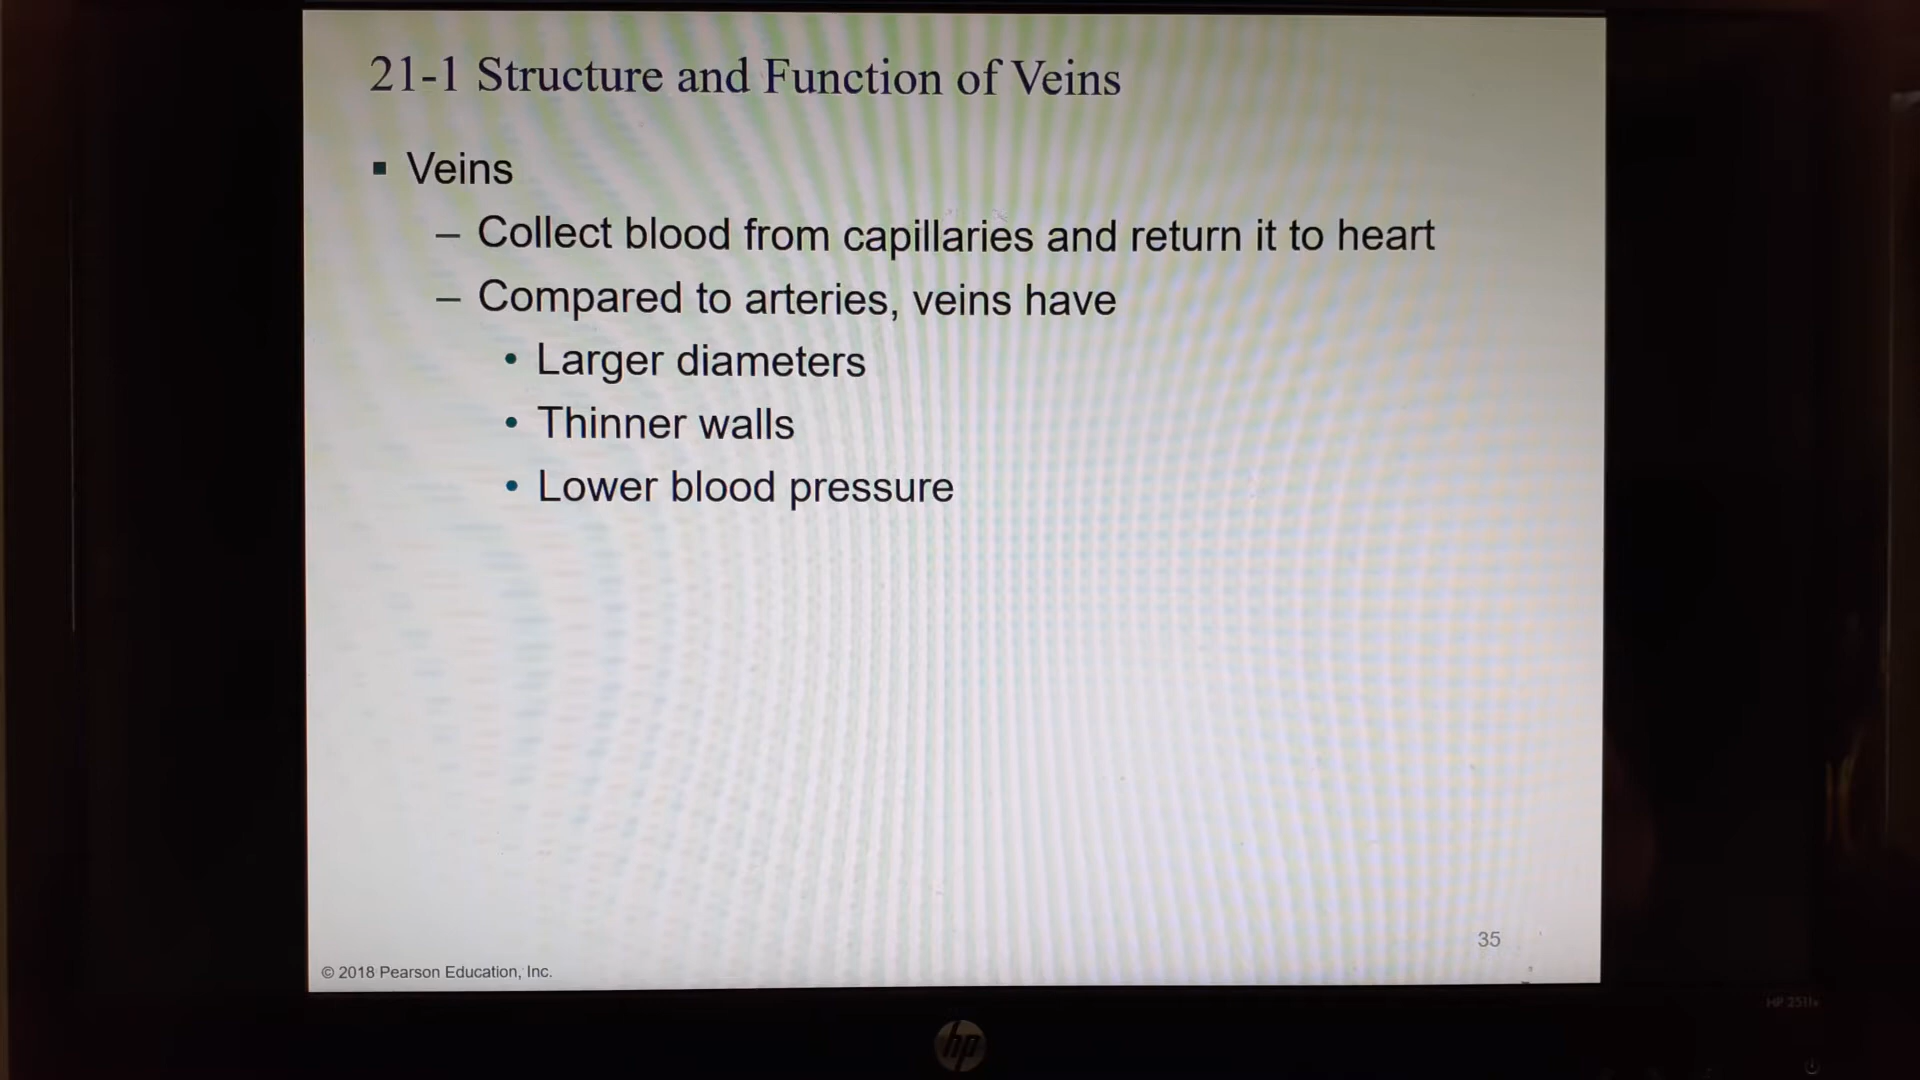 21-1 Structure and Function of Veins
▪ Veins
– Collect blood from capillaries and return it to heart
– Compared to arteries, veins have
• Larger diameters
• Thinner walls
• Lower blood pressure
35
© 2018 Pearson Education, Inc.
hp